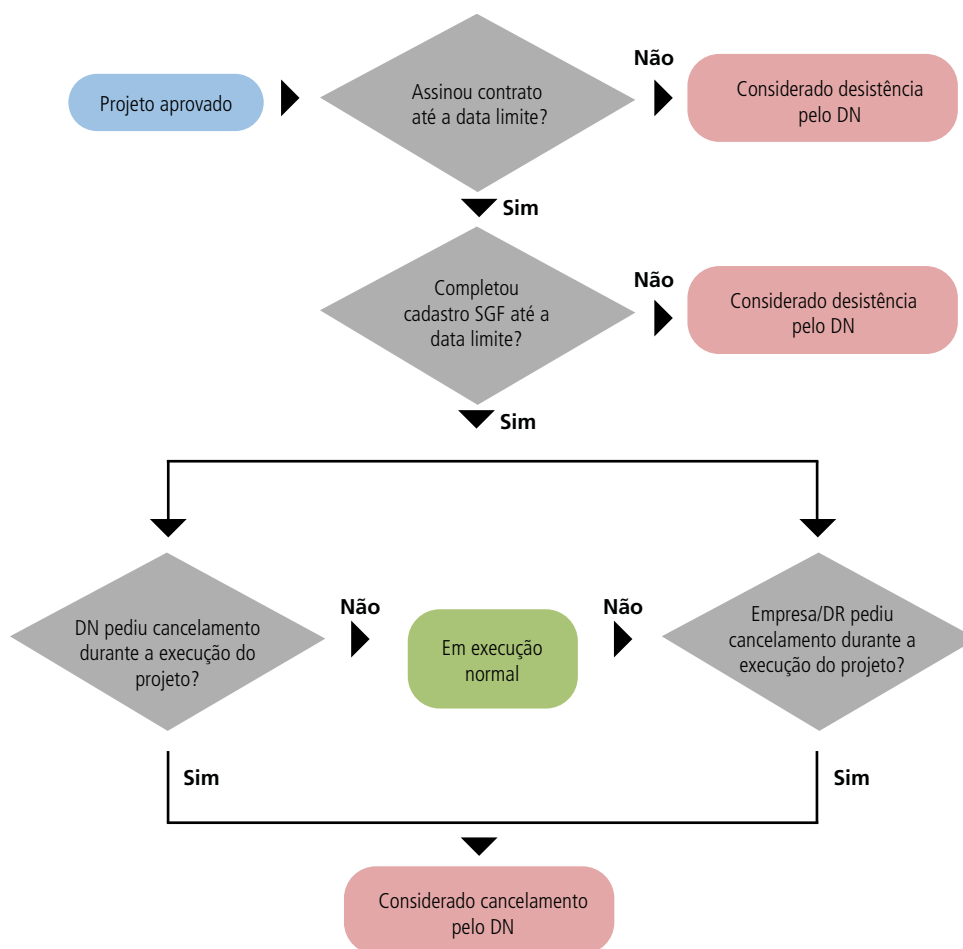 Projeto aprovado
Assinou contrato
até a data limite?
Não
Considerado desistência
pelo DN
Sim
Completou
cadastro SGF até a
data limite?
Não
Considerado desistência
pelo DN
Sim
DN pediu cancelamento
durante a execução do
projeto?
Não
Em execução
normal
Não
Empresa/DR pediu
cancelamento durante a
execução do projeto?
Sim
Sim
Considerado cancelamento
pelo DN